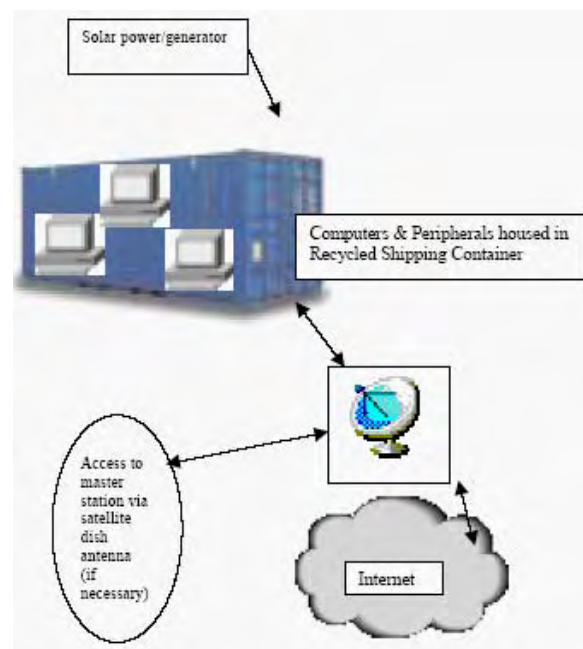 Solar power/generator
Computers & Peripherals housed in
Recycled Shipping Container
Access to
master
station via
satellite
dish
antenna
(if
necessary)
Internet